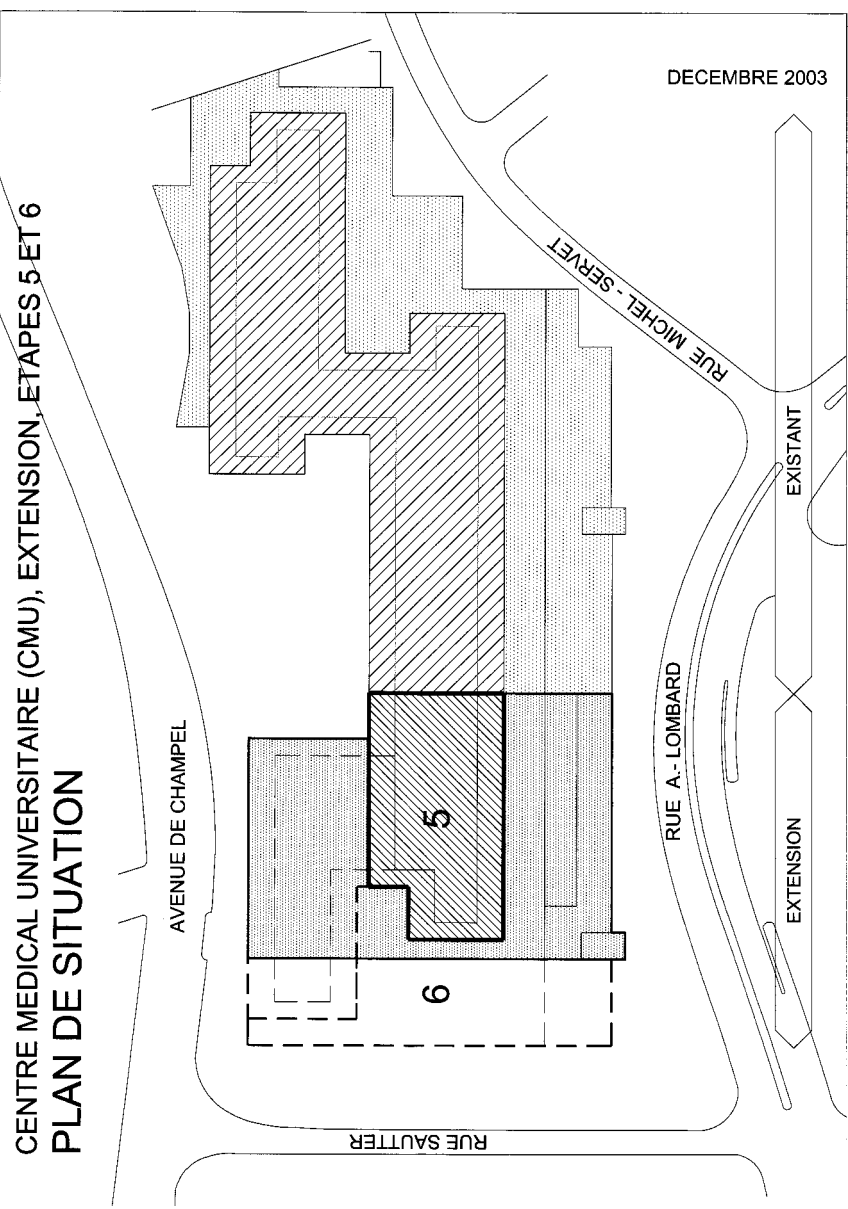 CENTRE MEDICAL UNIVERSITAIRE (CMU), EXTENSION, ETAPES 5 ET 6
PLAN DE SITUATION
DECEMBRE 2003
AVENUE DE CHAMPEL
RUE MICHEL - SERVET
5
6
RUE A.- LOMBARD
EXTENSION
EXISTANT
RUE SAUTTER